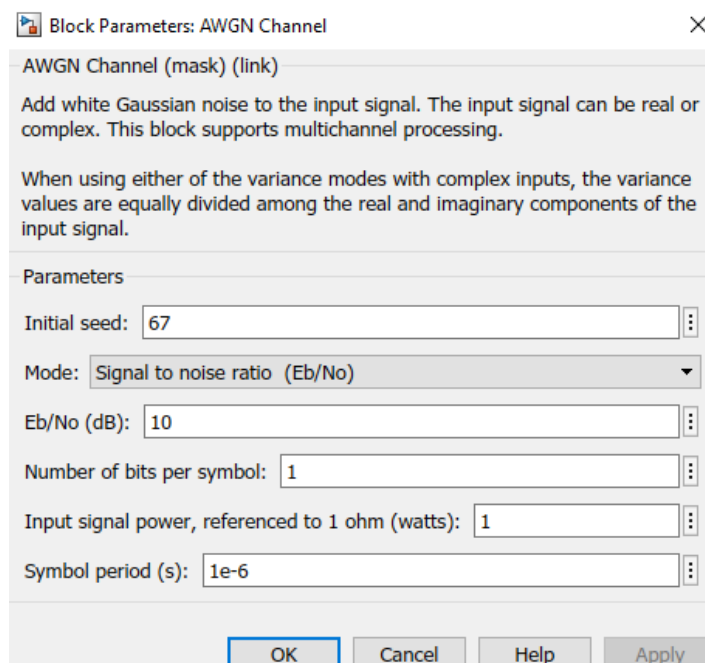 Block Parameters: AWGN Channel
AWGN Channel (mask) (link)
Add white Gaussian noise to the input signal. The input signal can be real or
complex. This block supports multichannel processing.
When using either of the variance modes with complex inputs, the variance
values are equally divided among the real and imaginary components of the
input signal.
Parameters
Initial seed: 67
Mode: Signal to noise ratio (Eb/No)
Eb/No (dB): 10
Number of bits per symbol: 1
Input signal power, referenced to 1 ohm (watts): 1
Symbol period (s): 1e-6
OK Cancel Help Apply